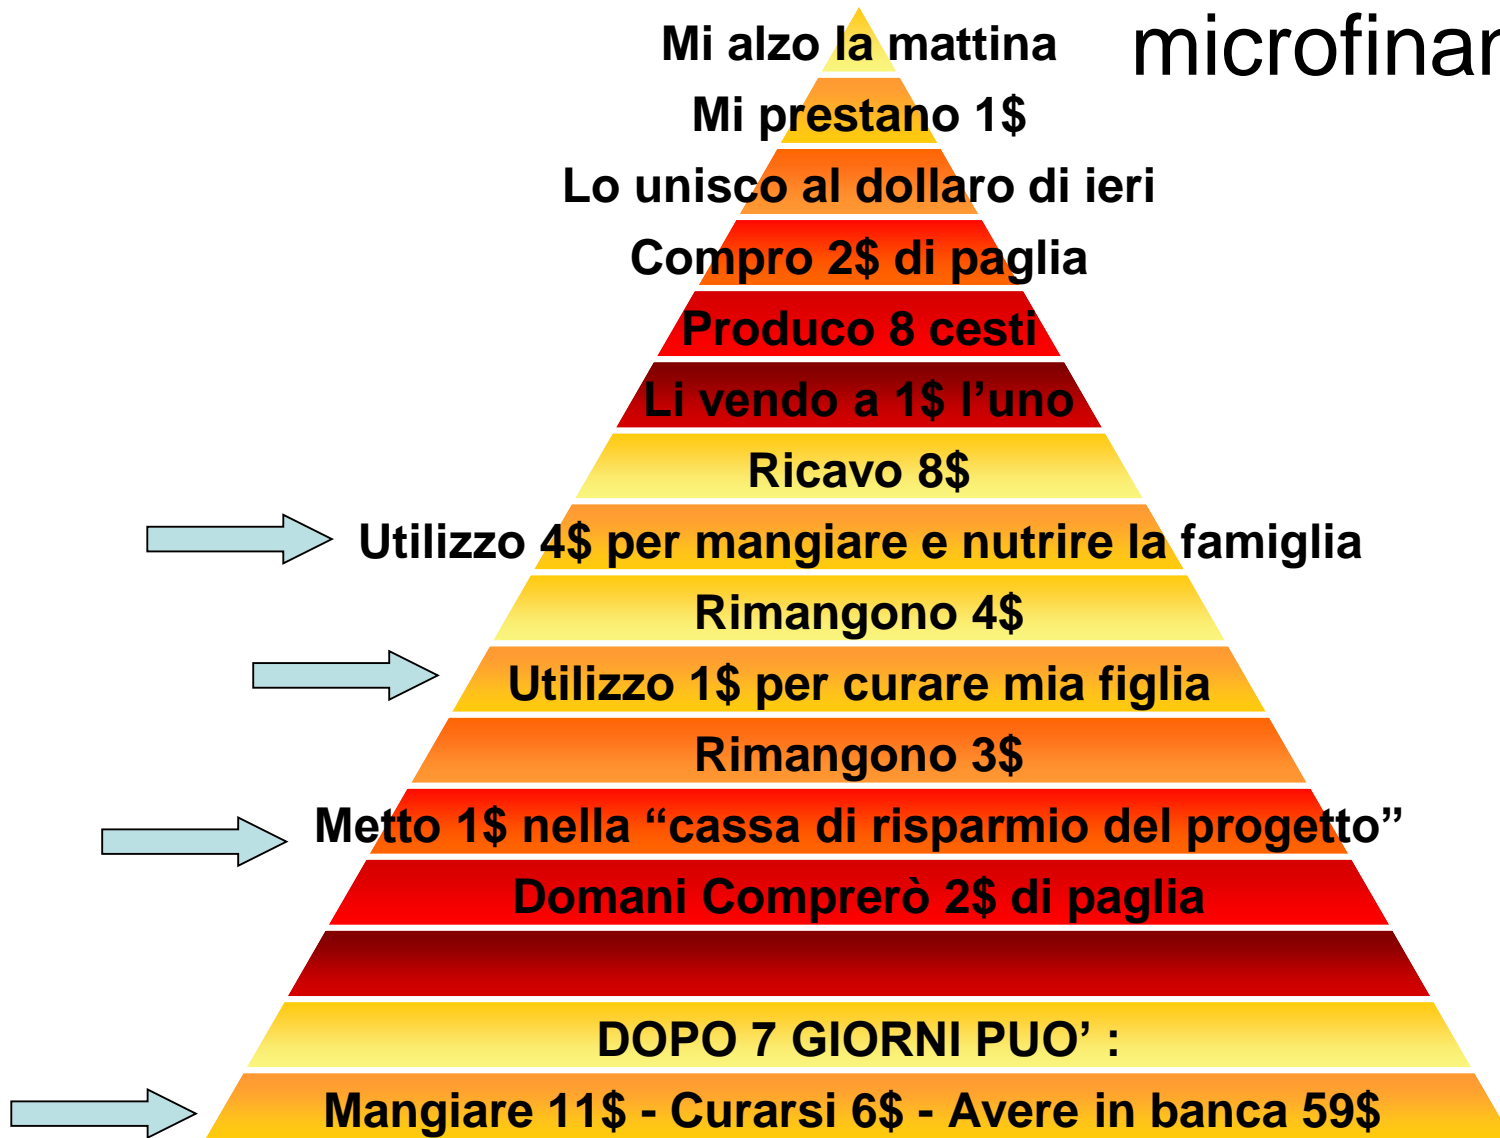 Mi alzo la mattina
microfinan
Mi prestano 1$
Lo unisco al dollaro di ieri
Compro 2$ di paglia
Produco 8 cesti
Li vendo a 1$ l’uno
Ricavo 8$
Utilizzo 4$ per mangiare e nutrire la famiglia
Rimangono 4$
Utilizzo 1$ per curare mia figlia
Rimangono 3$
Metto 1$ nella “cassa di risparmio del progetto”
Domani Comprerò 2$ di paglia
DOPO 7 GIORNI PUO’ :
Mangiare 11$ - Curarsi 6$ - Avere in banca 59$